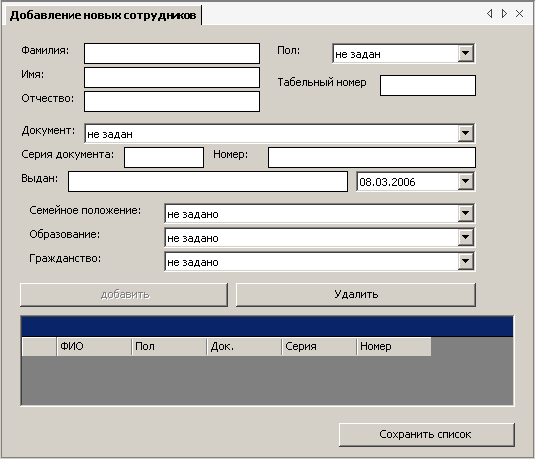 Добавление новых сотрудников
Фамилия: Пол: не задан
Имя: Табельный номер
Отчество:
Документ: не задан
Серия документа: Номер:
Выдан: 08.03.2006
Семейное положение: не задано
Образование: не задано
Гражданство: не задано
добавить Удалить
ФИО Пол Док. Серия Номер
Сохранить список